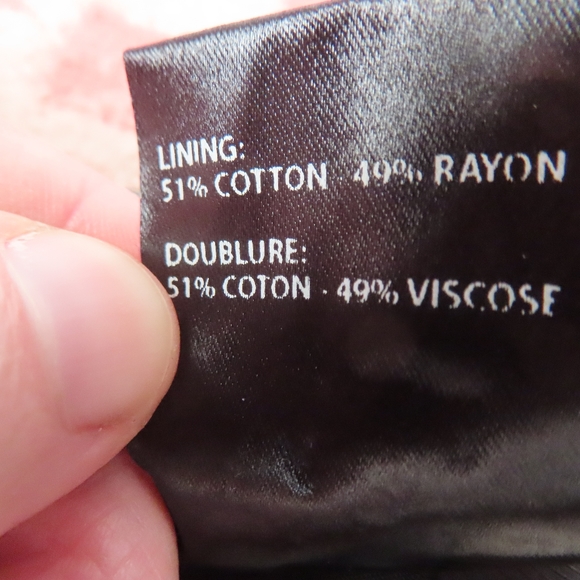 LINING:
51% COTTON · 49% RAYON
DOUBLURE:
51% COTON · 49% VISCOSE